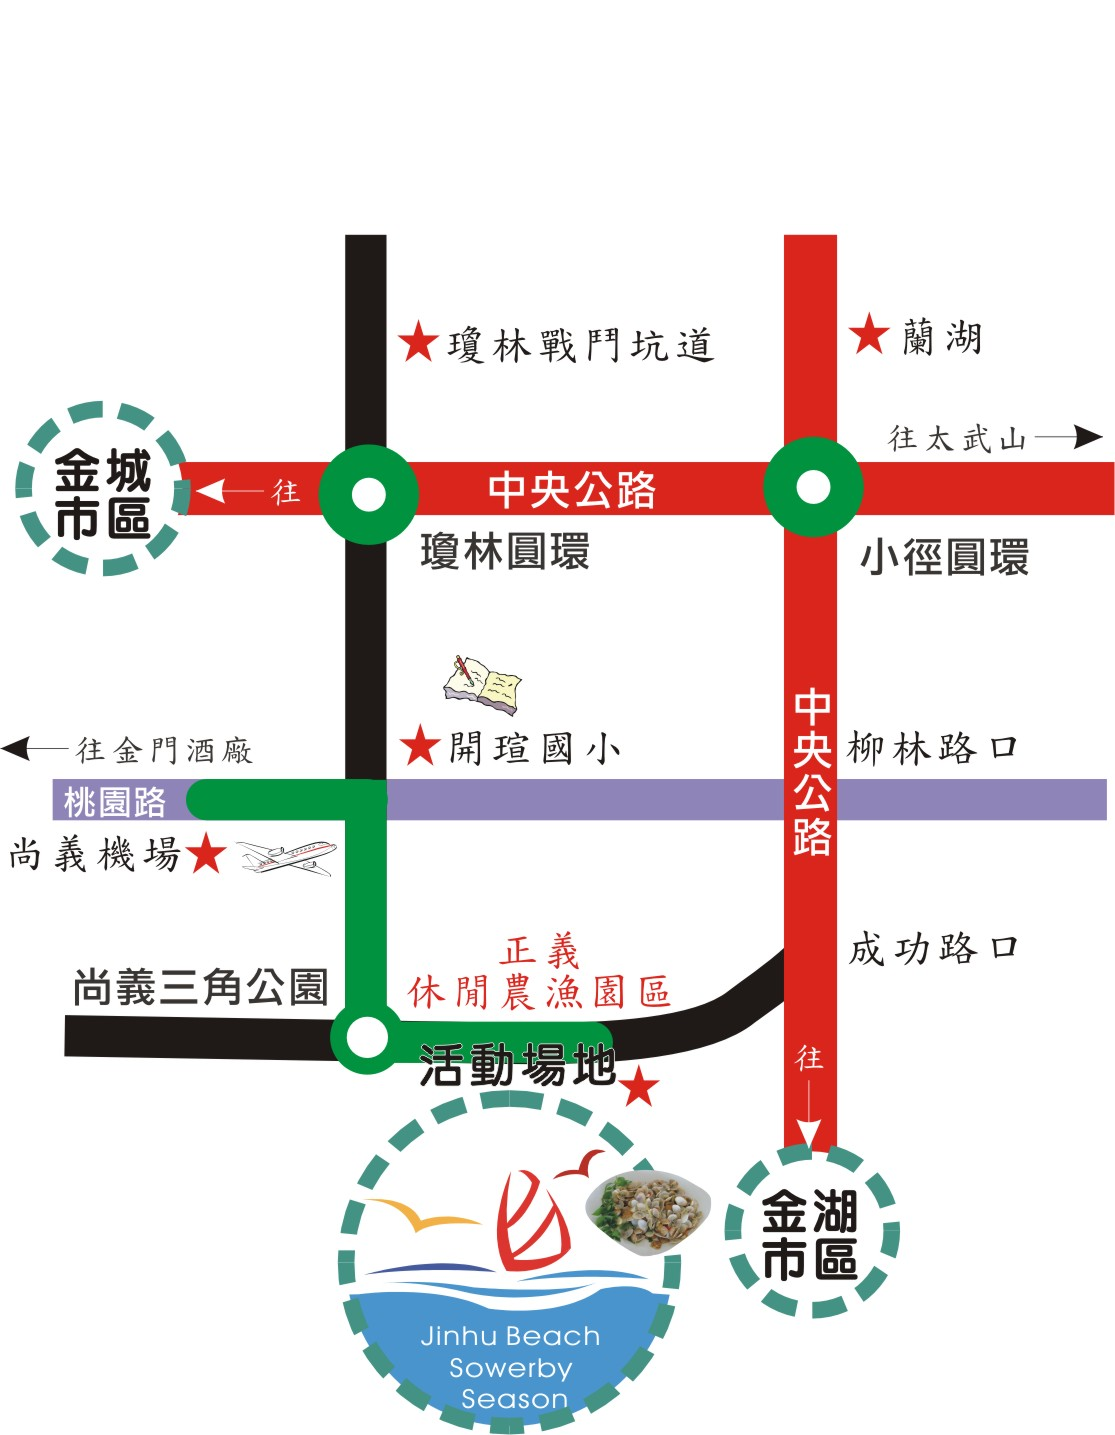 瓊林戰鬥坑道
蘭湖
往太武山
金城
市區
往
中央公路
瓊林圓環
小徑圓環
中央公路
往金門酒廠
開瑄國小
柳林路口
桃園路
尚義機場
正義
休閒農漁園區
成功路口
尚義三角公園
活動場地
往
金湖
市區
Jinhu Beach
Sowerby
Season